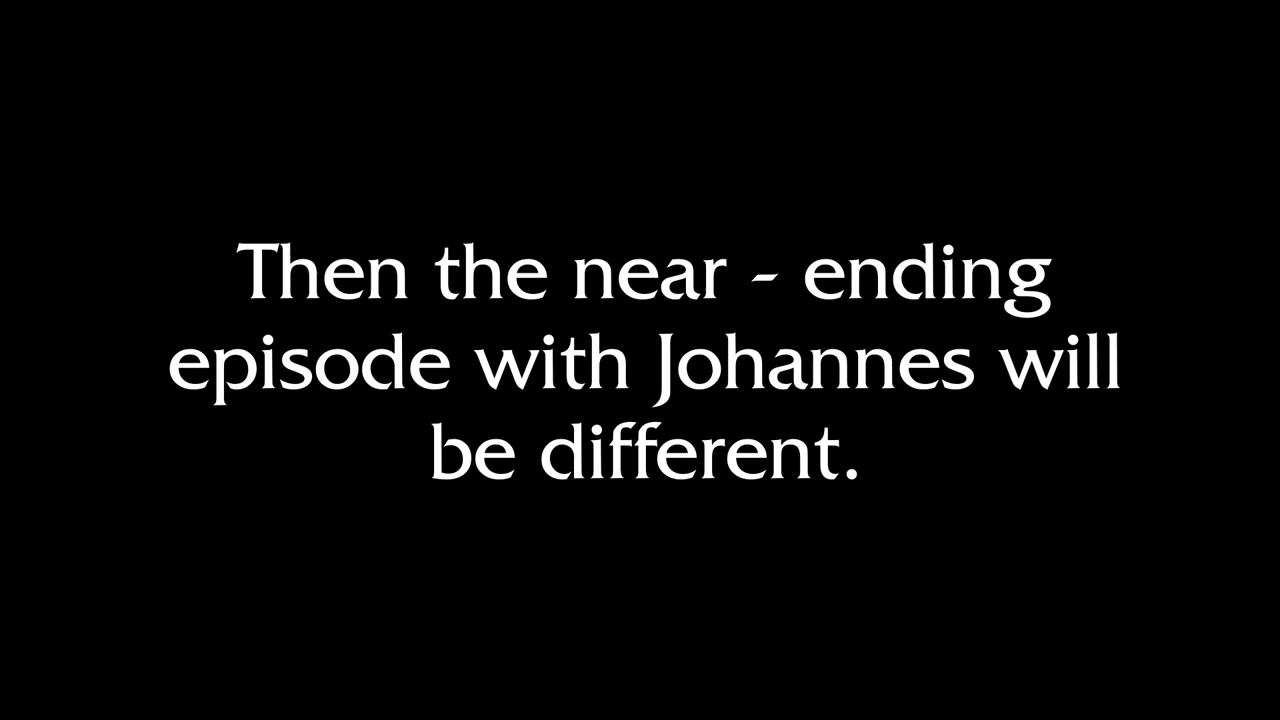 Then the near - ending
episode with Johannes will
be different.